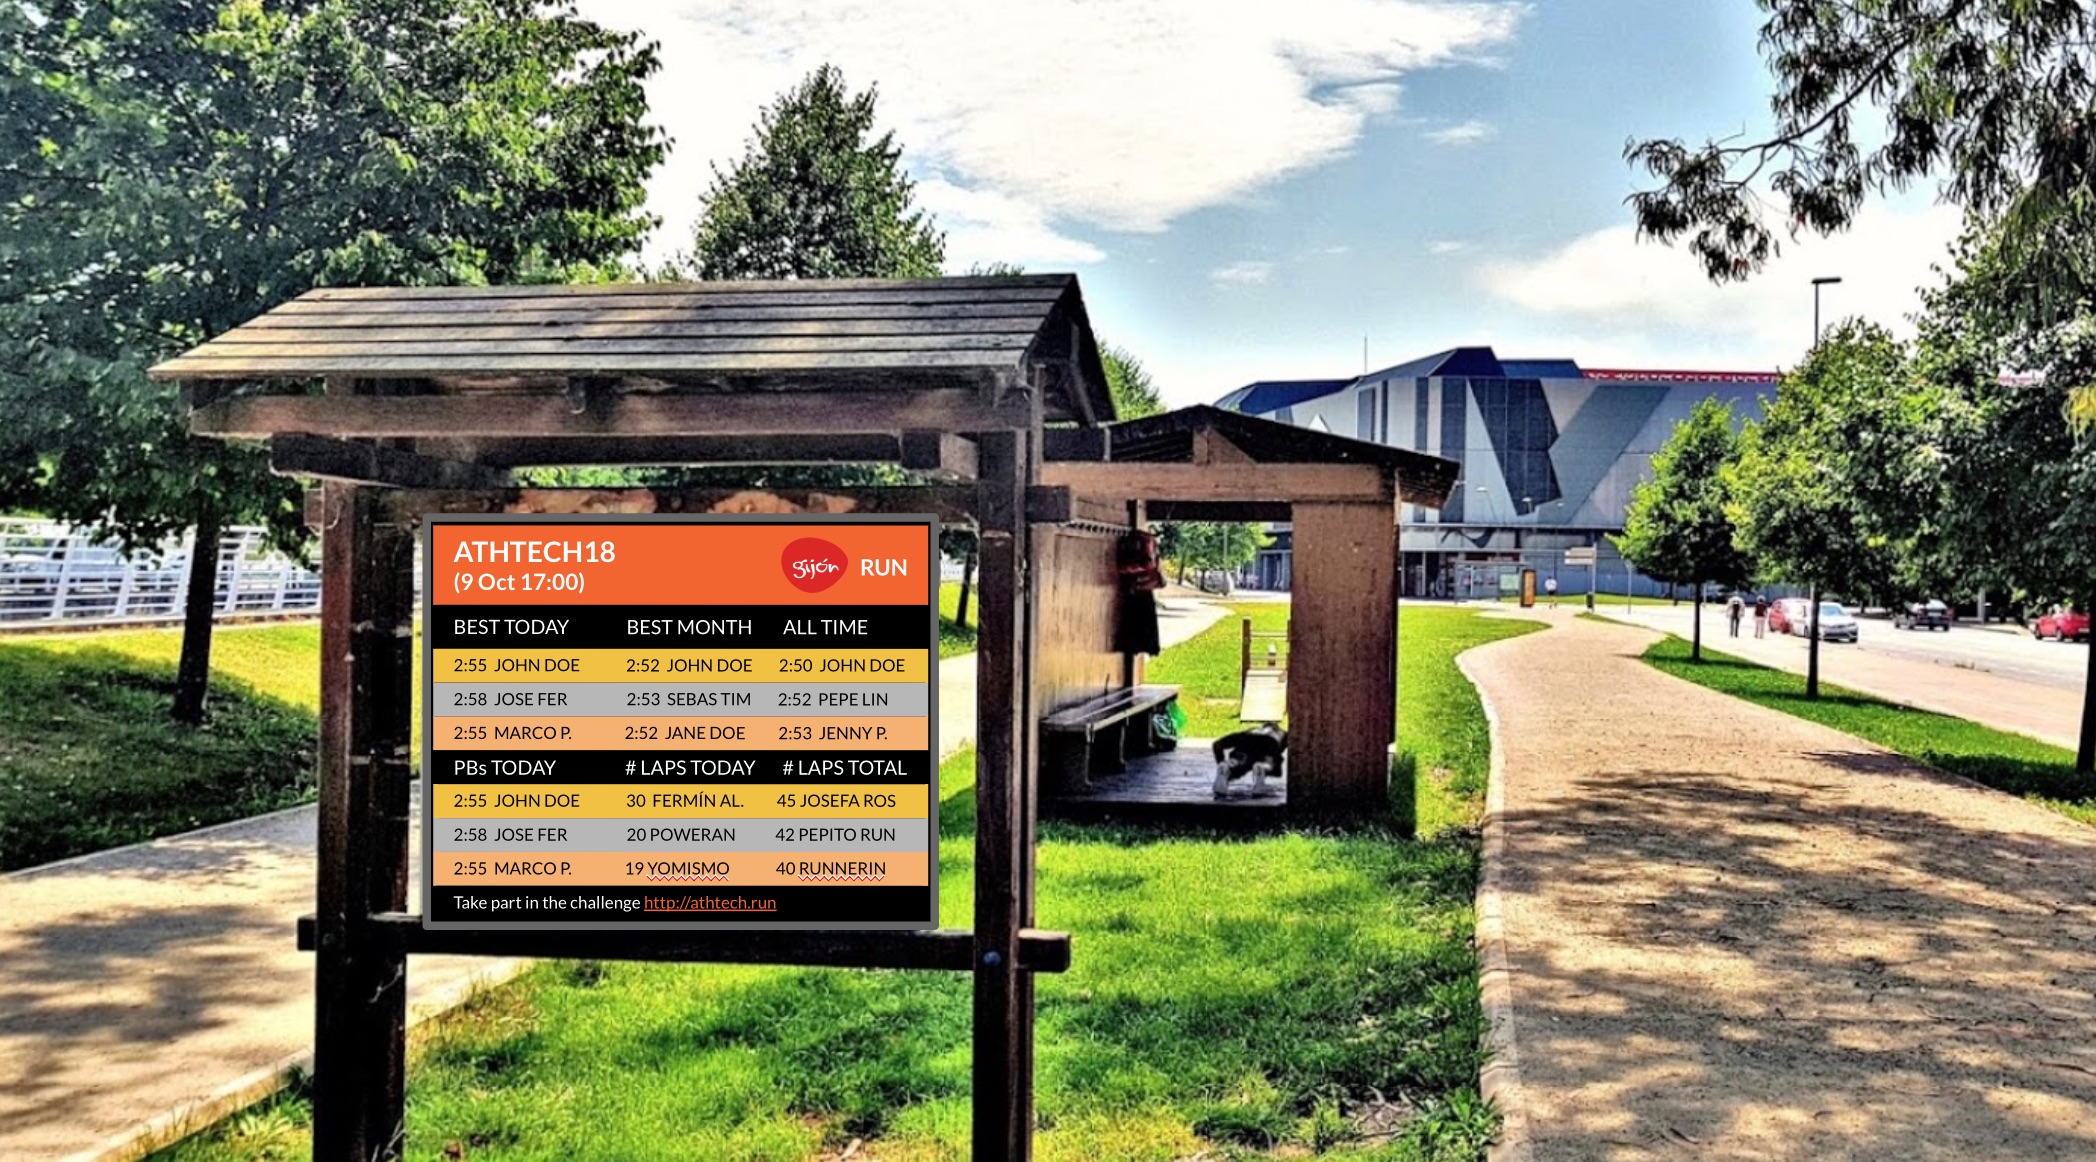 ATHTECH18
(9 Oct 17:00)
gijón RUN
BEST TODAY BEST MONTH ALL TIME
2:55 JOHN DOE 2:52 JOHN DOE 2:50 JOHN DOE
2:58 JOSE FER 2:53 SEBAS TIM 2:52 PEPE LIN
2:55 MARCO P. 2:52 JANE DOE 2:53 JENNY P.
PBs TODAY # LAPS TODAY # LAPS TOTAL
2:55 JOHN DOE 30 FERMÍN AL. 45 JOSEFA ROS
2:58 JOSE FER 20 POWERAN 42 PEPITO RUN
2:55 MARCO P. 19 YOMISMO 40 RUNNERIN
Take part in the challenge http://athtech.run